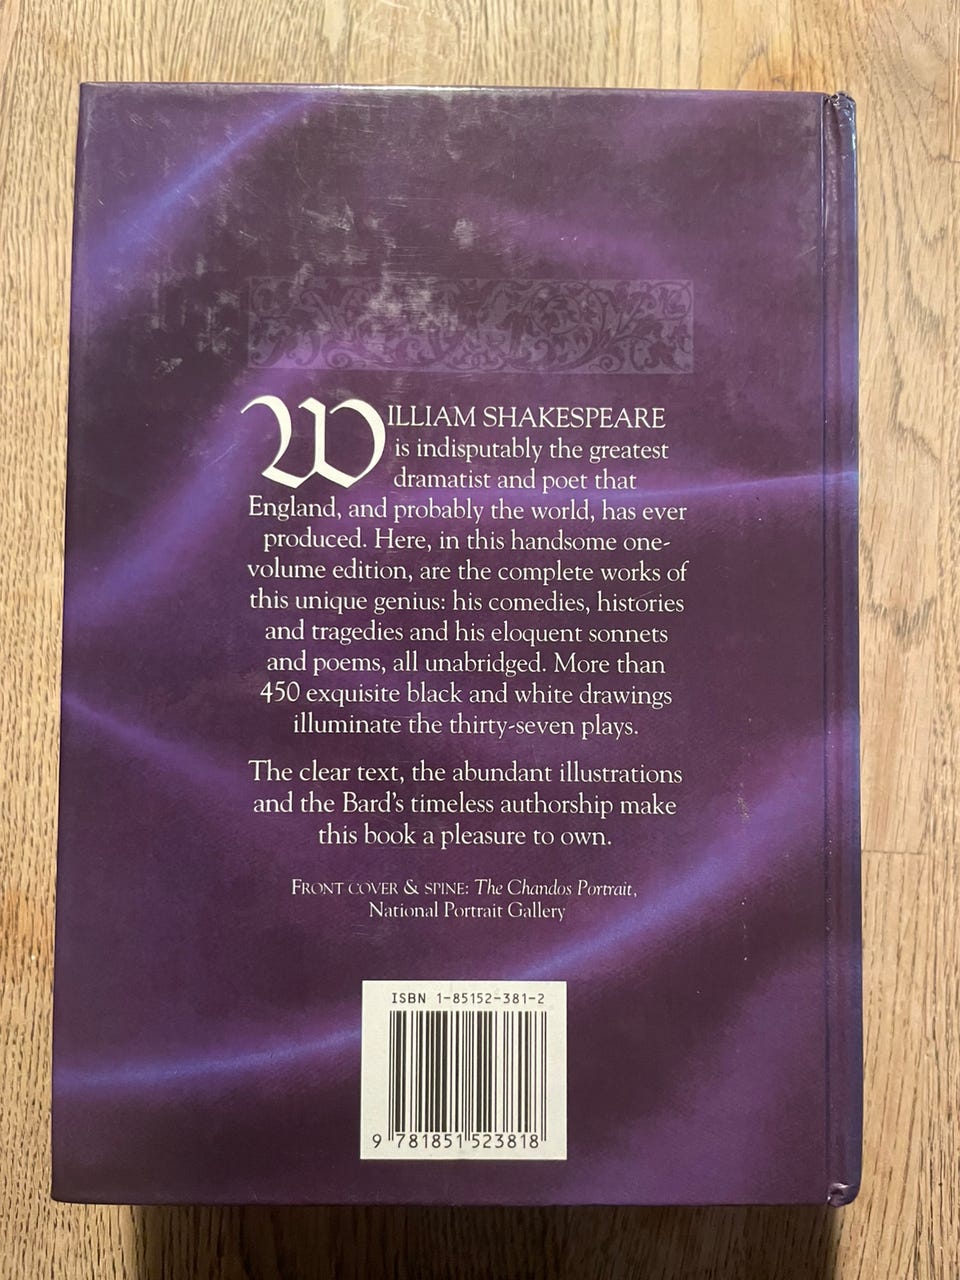 WILLIAM SHAKESPEARE
is indisputably the greatest
dramatist and poet that
England, and probably the world, has ever
produced. Here, in this handsome one-
volume edition, are the complete works of
this unique genius: his comedies, histories
and tragedies and his eloquent sonnets
and poems, all unabridged. More than
450 exquisite black and white drawings
illuminate the thirty-seven plays.
The clear text, the abundant illustrations
and the Bard's timeless authorship make
this book a pleasure to own.
FRONT COVER & SPINE: The Chandos Portrait,
National Portrait Gallery
ISBN 1-85152-381-2
9 781851 523818